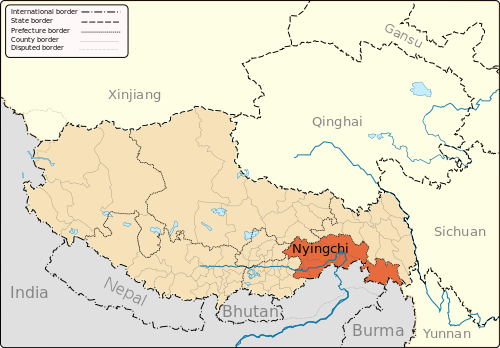 International border
State border
Prefecture border
County border
Disputed border
Gansu
Xinjiang
Qinghai
Sichuan
Nyingchi
India
Nepal
Bhutan
Burma
Yunnan